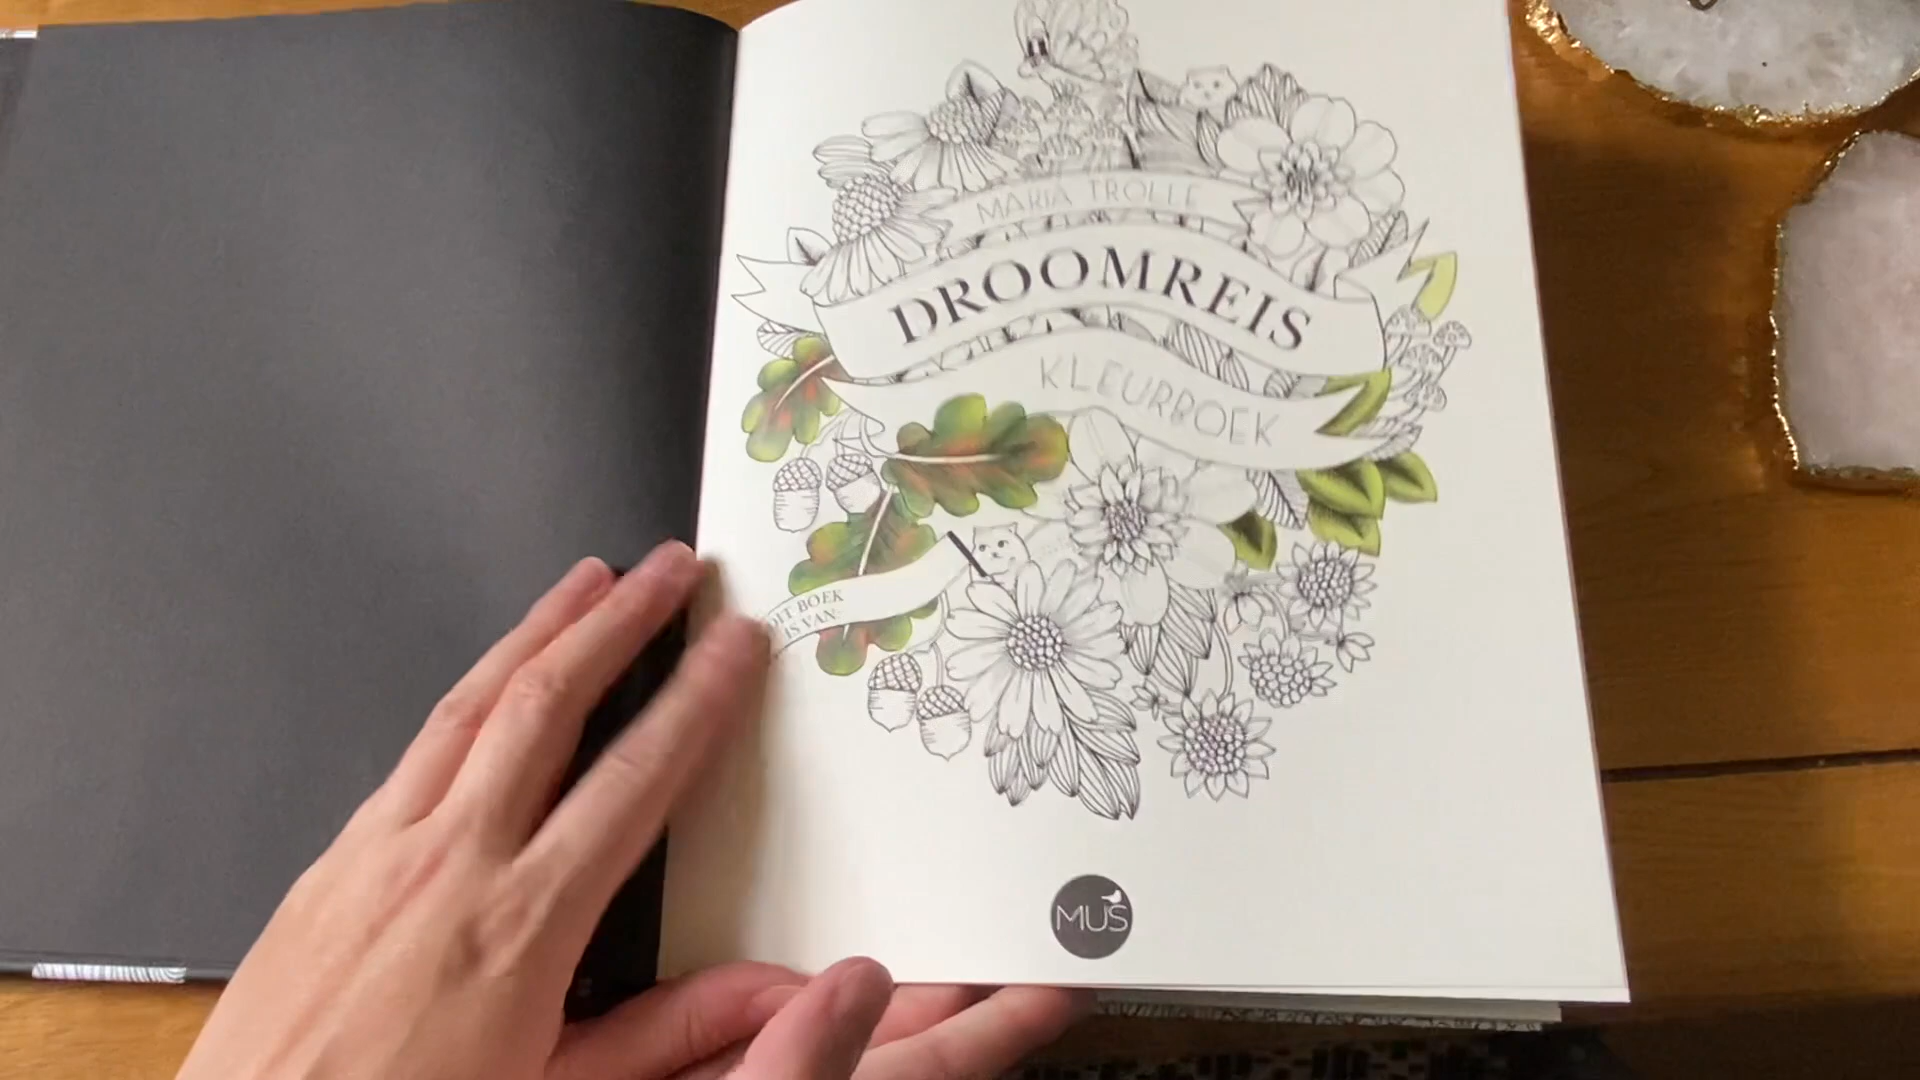 MARIA TROLLE
DROOMREIS
KLEURBOEK
DIT BOEK
IS VAN:
MUS